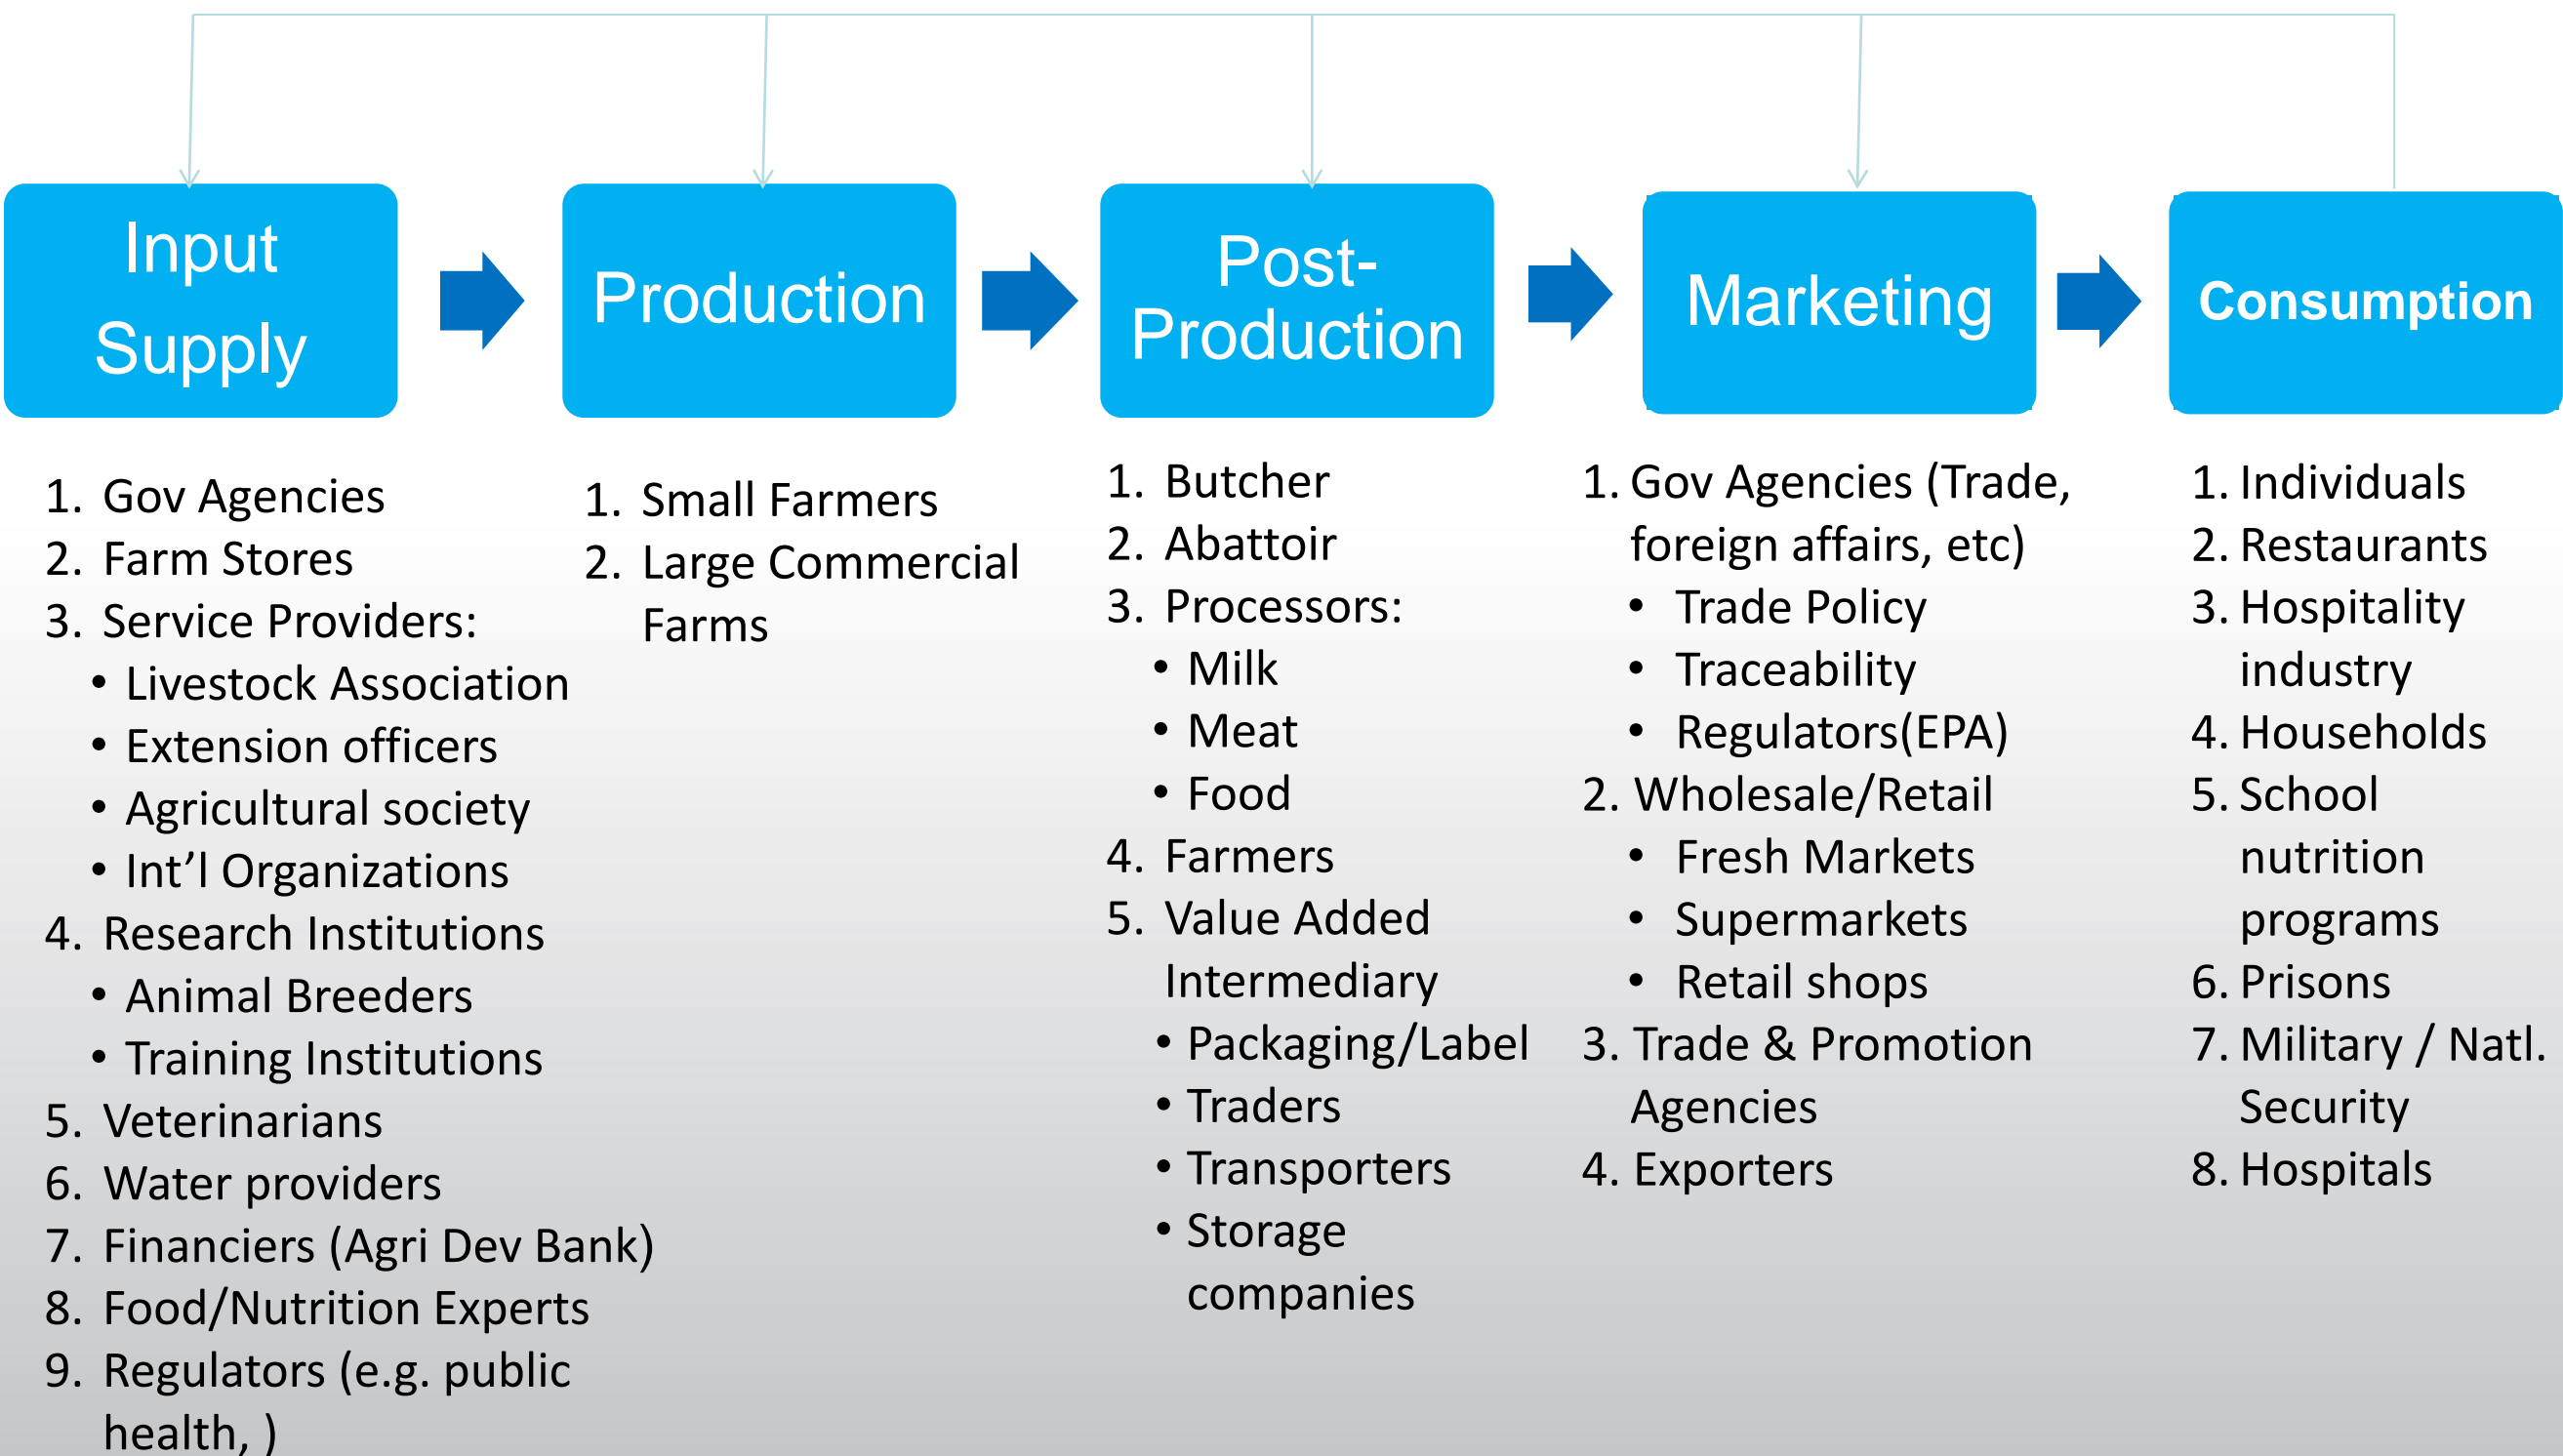 Input
Supply
Production
Post-
Production
Marketing
Consumption
1. Gov Agencies
2. Farm Stores
3. Service Providers:
• Livestock Association
• Extension officers
• Agricultural society
• Int’l Organizations
4. Research Institutions
• Animal Breeders
• Training Institutions
5. Veterinarians
6. Water providers
7. Financiers (Agri Dev Bank)
8. Food/Nutrition Experts
9. Regulators (e.g. public
health, )
1. Small Farmers
2. Large Commercial
Farms
1. Butcher
2. Abattoir
3. Processors:
• Milk
• Meat
• Food
4. Farmers
5. Value Added
Intermediary
• Packaging/Label
• Traders
• Transporters
• Storage
companies
1. Gov Agencies (Trade,
foreign affairs, etc)
• Trade Policy
• Traceability
• Regulators(EPA)
2. Wholesale/Retail
• Fresh Markets
• Supermarkets
• Retail shops
3. Trade & Promotion
Agencies
4. Exporters
1. Individuals
2. Restaurants
3. Hospitality
industry
4. Households
5. School
nutrition
programs
6. Prisons
7. Military / Natl.
Security
8. Hospitals